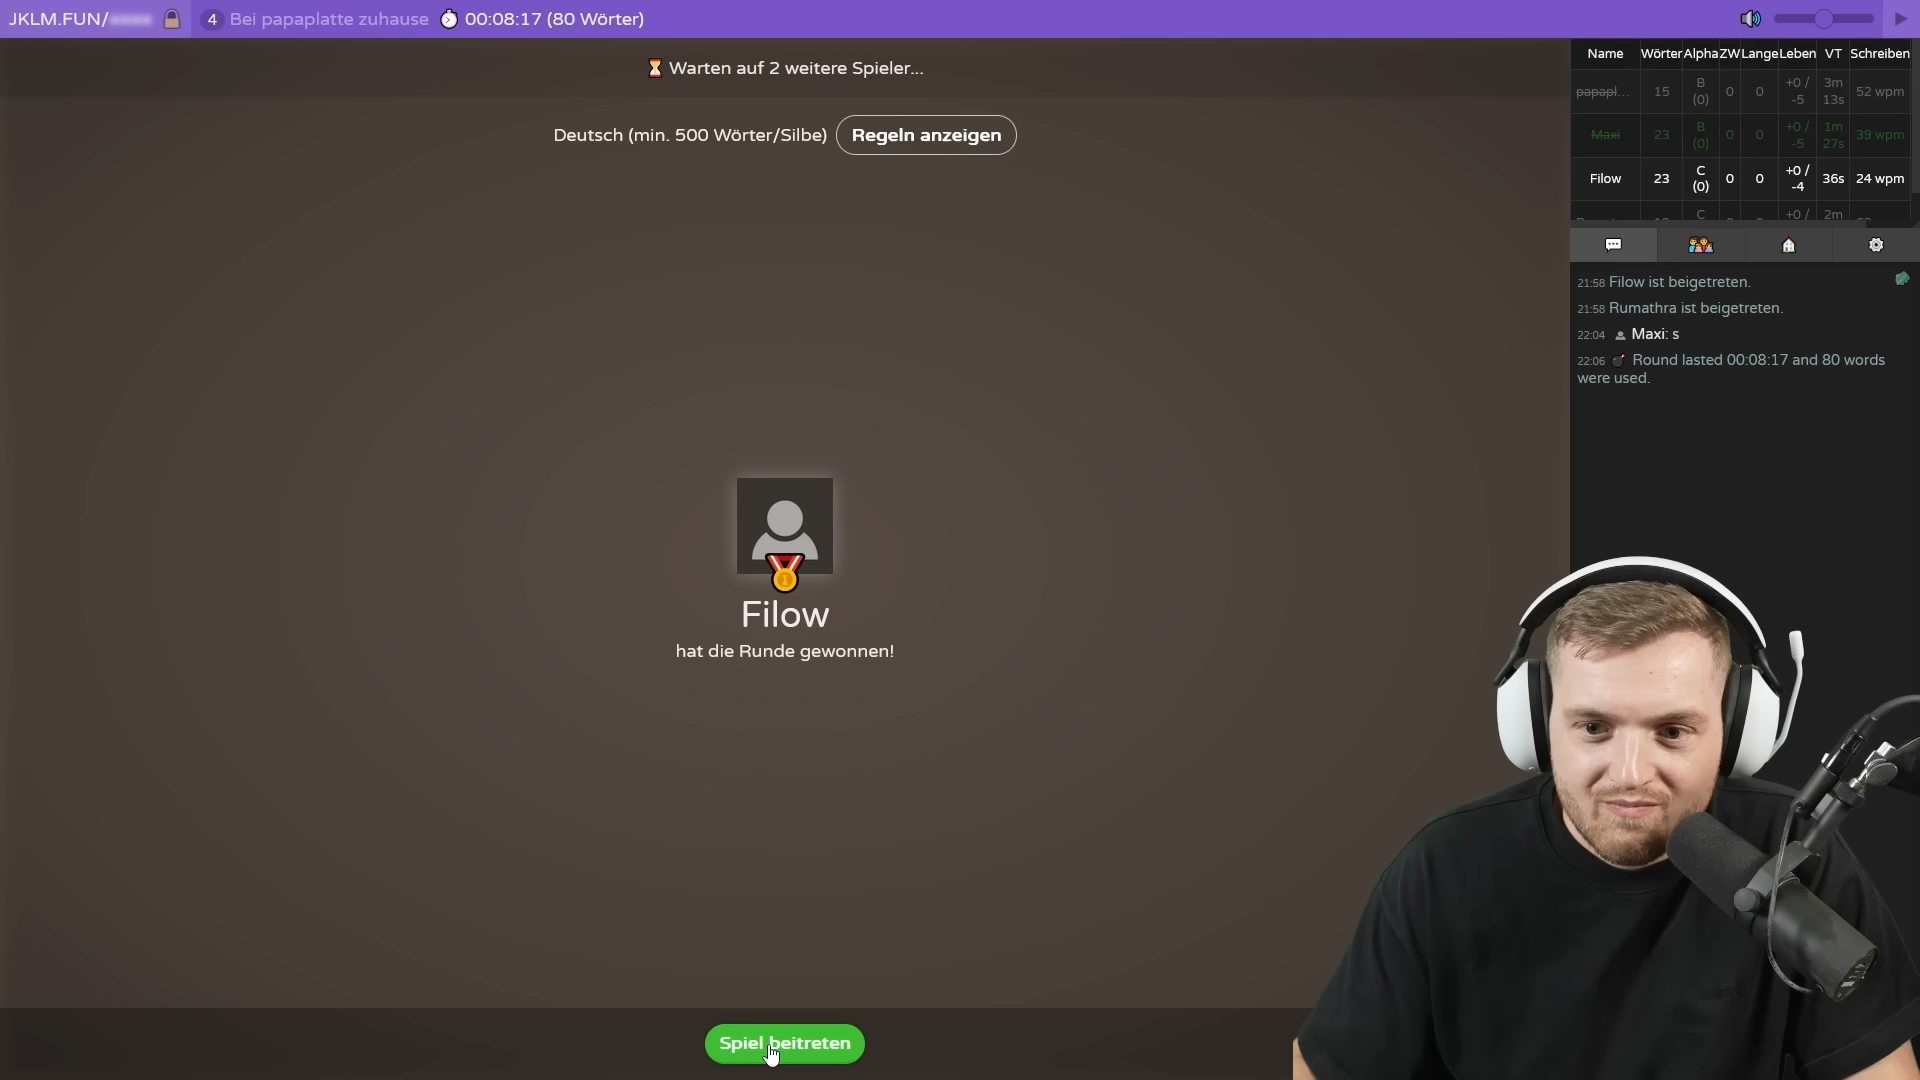 JKLM.FUN/
4 Bei papaplatte zuhause 00:08:17 (80 Wörter)
Warten auf 2 weitere Spieler...
Deutsch (min. 500 Wörter/Silbe) Regeln anzeigen
Filow
hat die Runde gewonnen!
Spiel beitreten
Name Wörter Alpha ZW Lange Leben VT Schreiben
papapl... 15 B (0) 0 0 +0 / -5 3m 13s 52 wpm
Maxi 23 B (0) 0 0 +0 / -5 1m 27s 39 wpm
Filow 23 C (0) 0 0 +0 / -4 36s 24 wpm
C +0 / 2m
21:58 Filow ist beigetreten.
21:58 Rumathra ist beigetreten.
22:04 Maxi: s
22:06 Round lasted 00:08:17 and 80 words
were used.